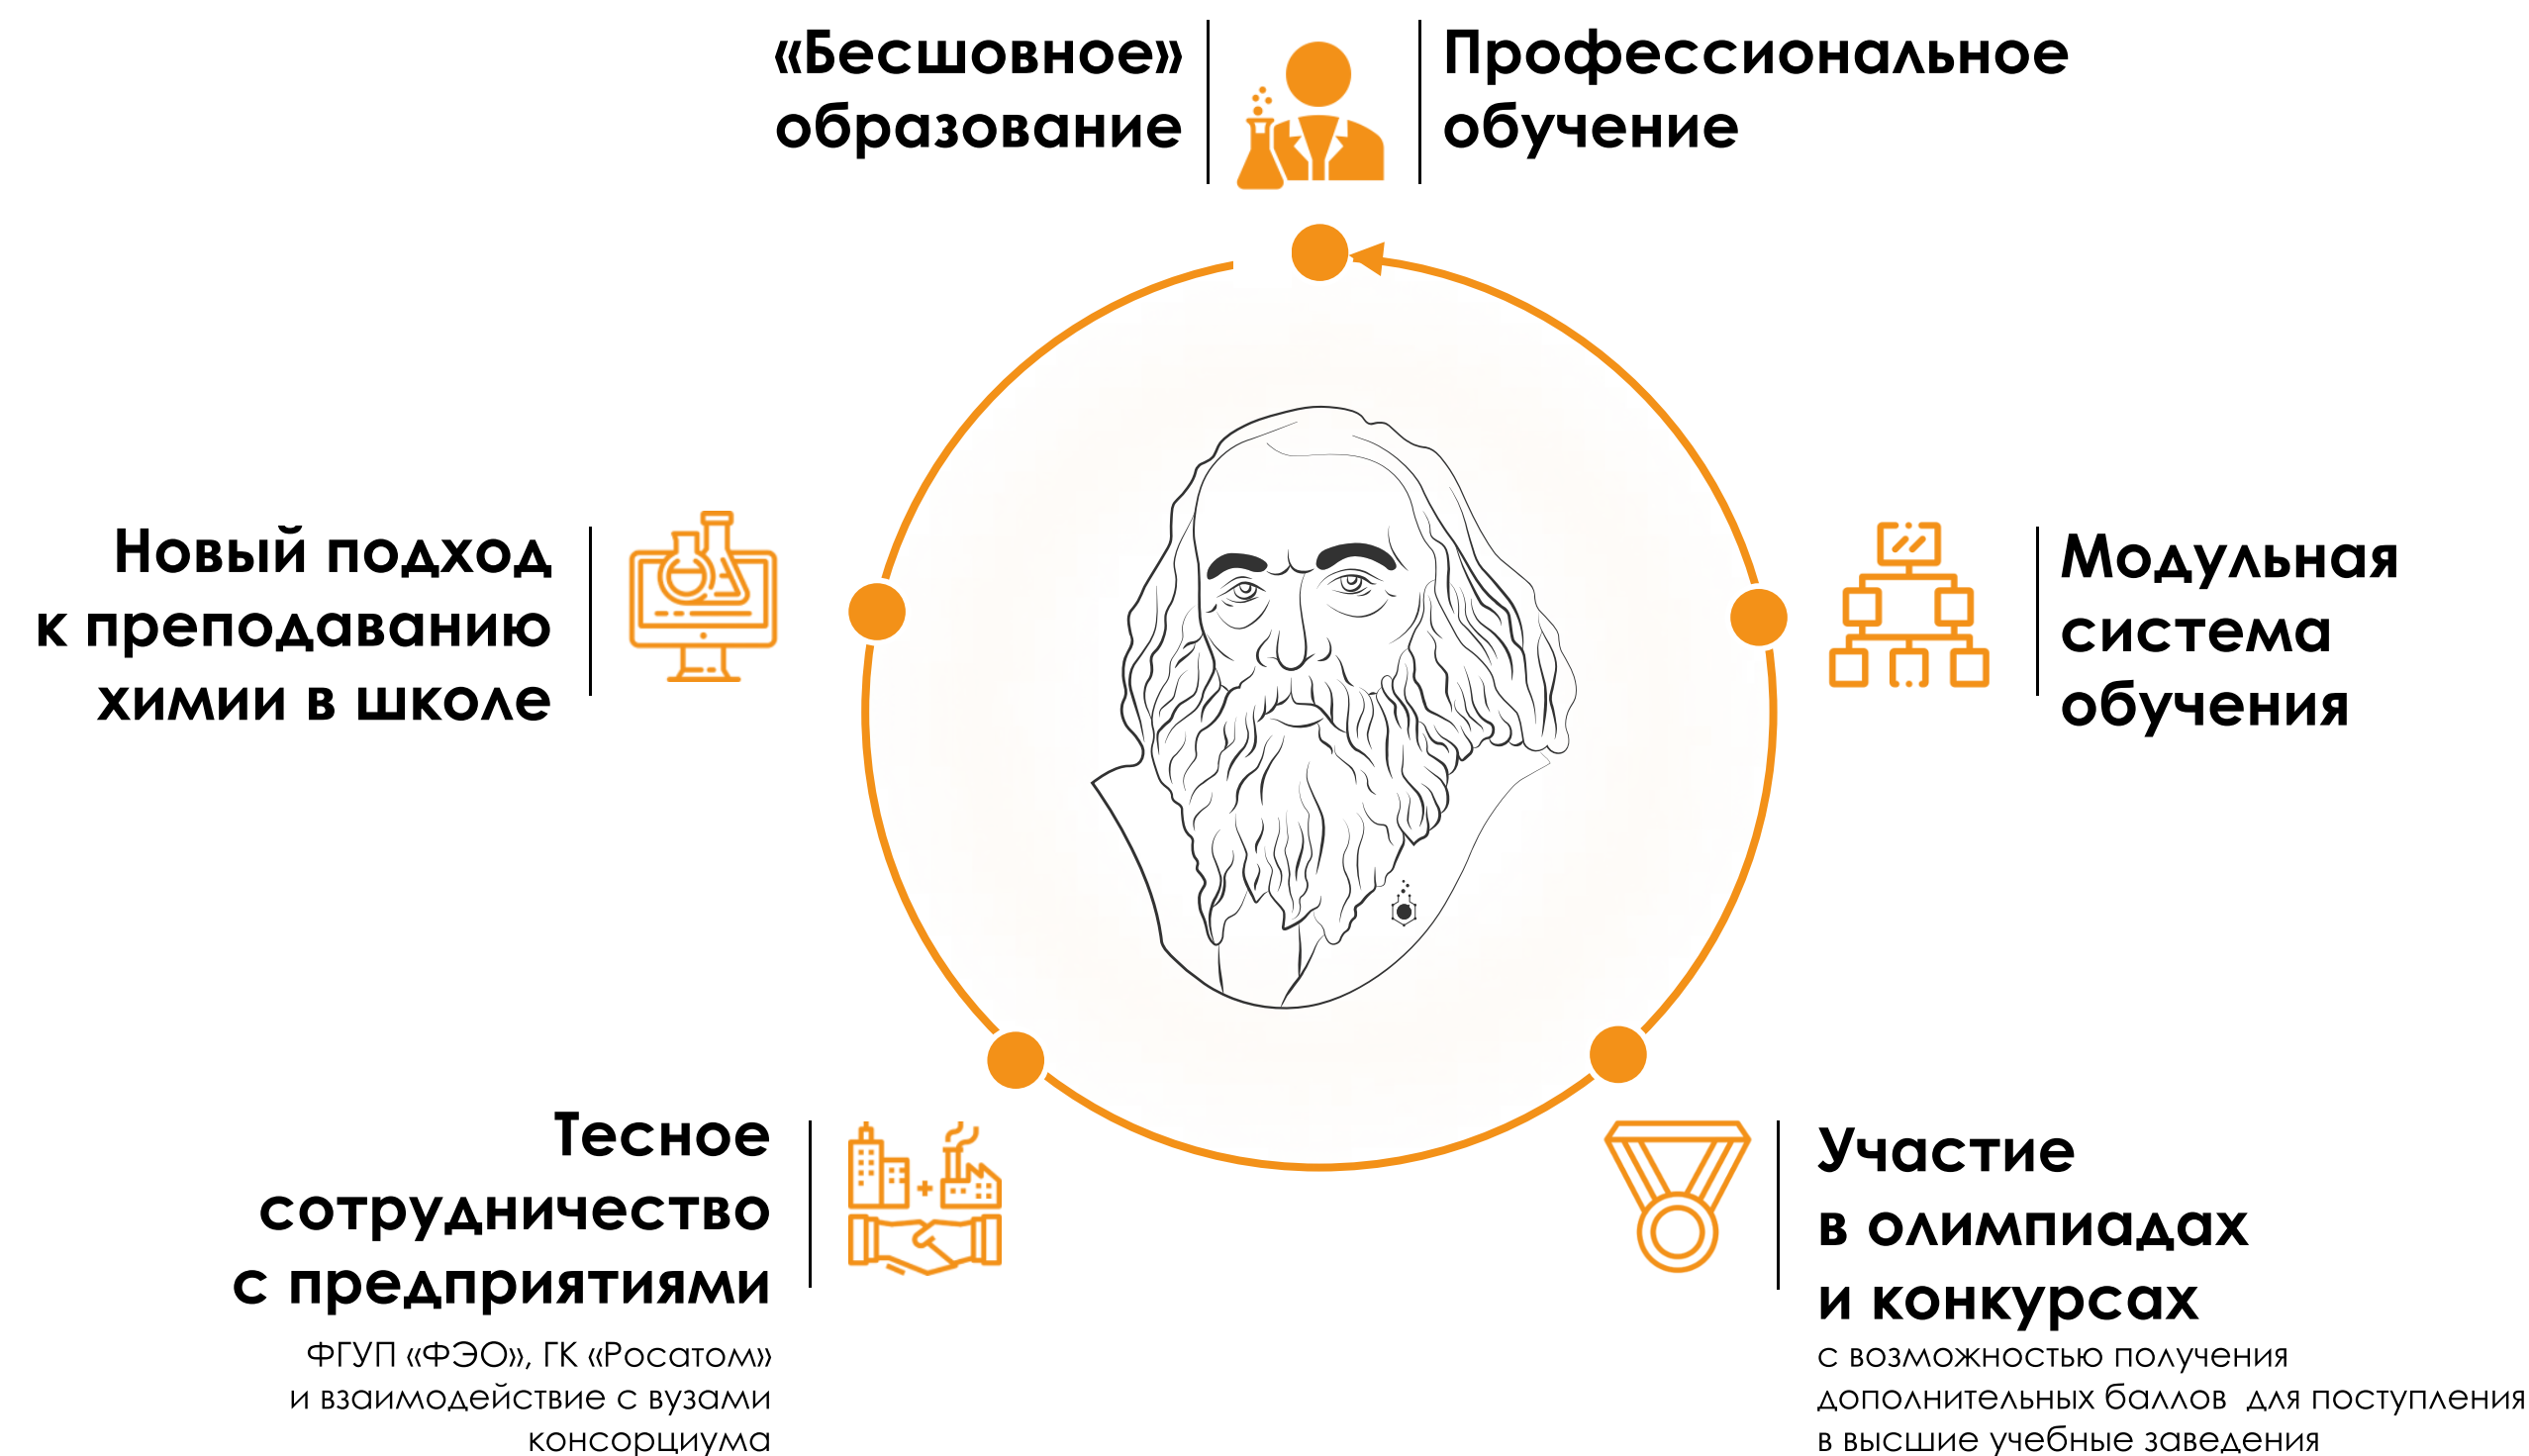 «Бесшовное»
образование
Профессиональное
обучение
Новый подход
к преподаванию
химии в школе
Модульная
система
обучения
Тесное
сотрудничество
с предприятиями
ФГУП «ФЭО», ГК «Росатом»
и взаимодействие с вузами
консорциума
Участие
в олимпиадах
и конкурсах
с возможностью получения
дополнительных баллов для поступления
в высшие учебные заведения